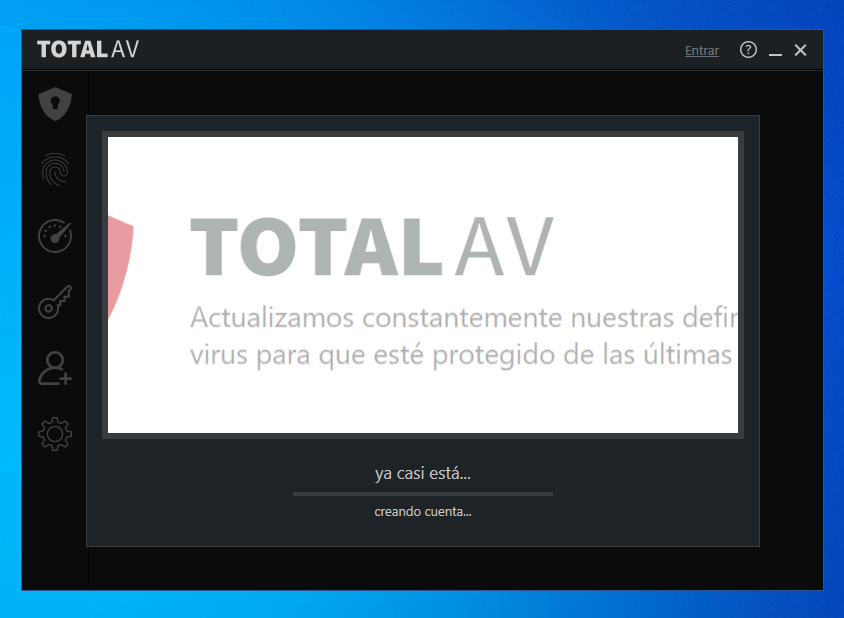 TOTAL AV
Entrar
TOTAL AV
Actualizamos constantemente nuestras
virus para que esté protegido de las últimas
ya casi está...
creando cuenta...